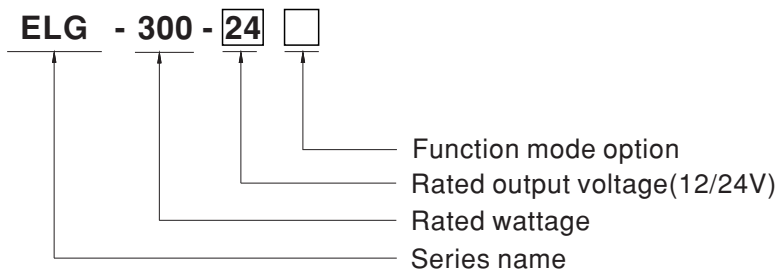 ELG - 300 - 24
Function mode option
Rated output voltage(12/24V)
Rated wattage
Series name